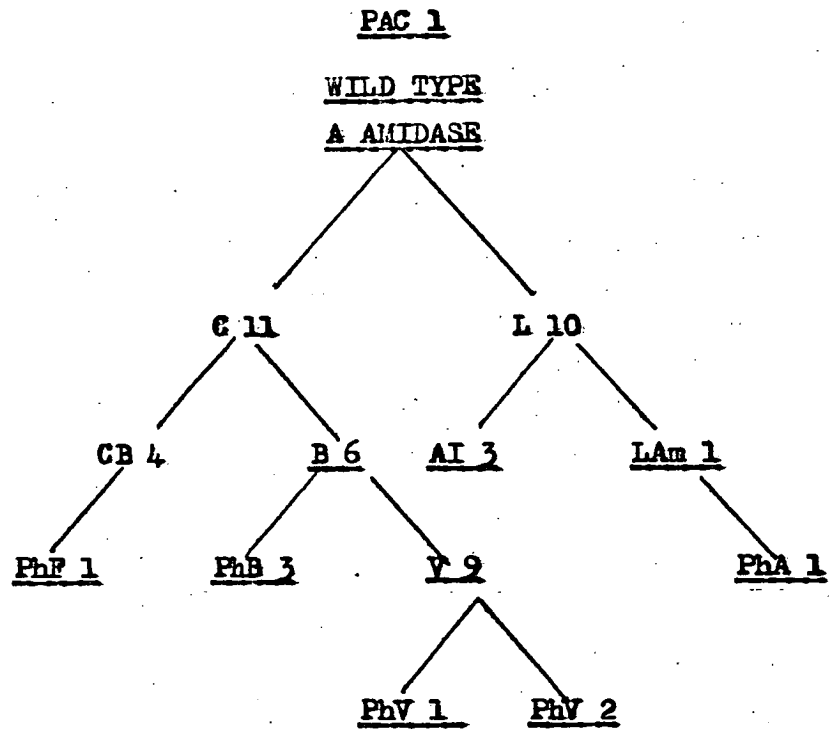 PAC 1
WILD TYPE
A AMIDASE
C 11 L 10
CB 4 B 6 AI 3 LAm 1
PhF 1 PhB 3 V 9 PhA 1
PhV 1 PhV 2